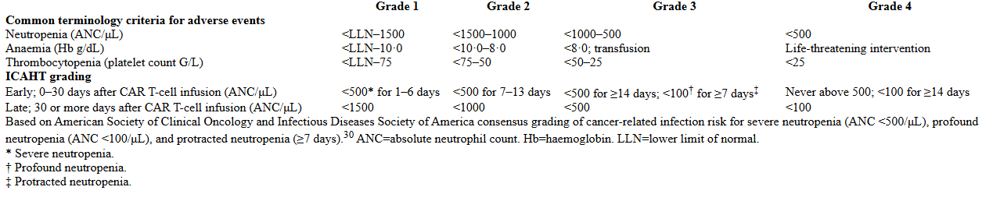 Grade 1 Grade 2 Grade 3 Grade 4
Common terminology criteria for adverse events
Neutropenia (ANC/μL) <LLN–1500 <1500–1000 <1000–500 <500
Anaemia (Hb g/dL) <LLN–10·0 <10·0–8·0 <8·0; transfusion Life-threatening intervention
Thrombocytopenia (platelet count G/L) <LLN–75 <75–50 <50–25 <25
ICAHT grading
Early; 0–30 days after CAR T-cell infusion (ANC/μL) <500* for 1–6 days <500 for 7–13 days <500 for ≥14 days; <100† for ≥7 days‡ Never above 500; <100 for ≥14 days
Late; 30 or more days after CAR T-cell infusion (ANC/μL) <1500 <1000 <500 <100
Based on American Society of Clinical Oncology and Infectious Diseases Society of America consensus grading of cancer-related infection risk for severe neutropenia (ANC <500/μL), profound
neutropenia (ANC <100/μL), and protracted neutropenia (≥7 days).30 ANC=absolute neutrophil count. Hb=haemoglobin. LLN=lower limit of normal.
* Severe neutropenia.
† Profound neutropenia.
‡ Protracted neutropenia.